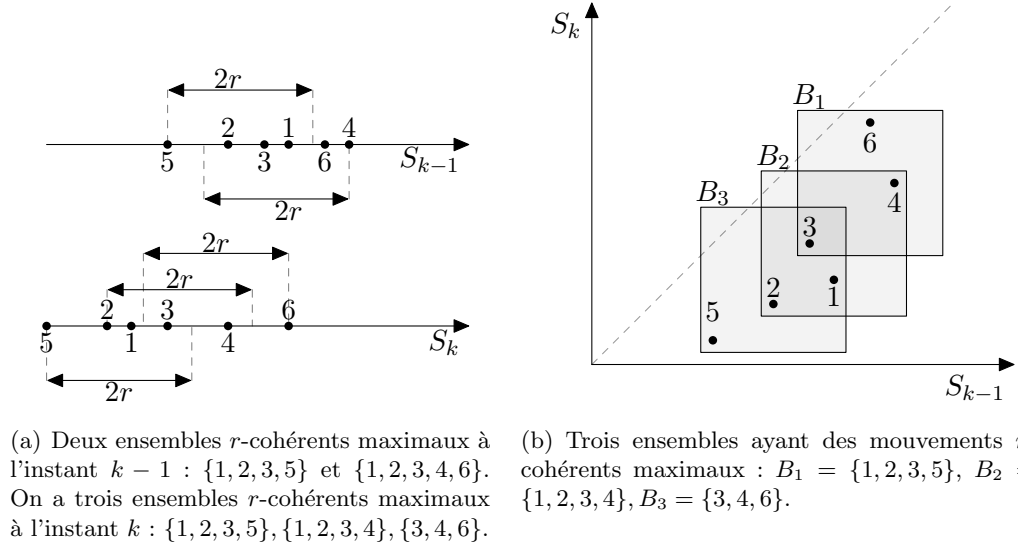 2r
5 2 3 1 6 4
S_{k-1}
2r
2r
2r
5 2 1 3 4 6
S_k
2r
S_k
B_1
6
B_2
4
B_3
3
2 1
5
S_{k-1}
(a) Deux ensembles r-cohérents maximaux à
l'instant k − 1 : {1, 2, 3, 5} et {1, 2, 3, 4, 6}.
On a trois ensembles r-cohérents maximaux
à l'instant k : {1, 2, 3, 5}, {1, 2, 3, 4}, {3, 4, 6}.
(b) Trois ensembles ayant des mouvements
cohérents maximaux : B_1 = {1, 2, 3, 5}, B_2 =
{1, 2, 3, 4}, B_3 = {3, 4, 6}.